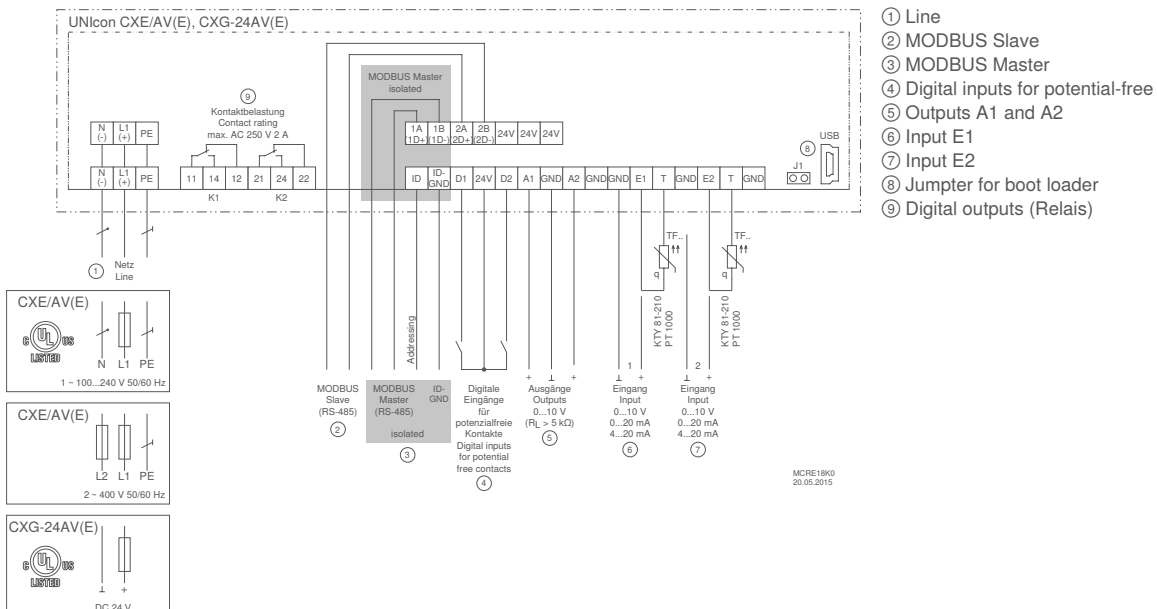 UNIcon CXE/AV(E), CXG-24AV(E)
① Line
② MODBUS Slave
③ MODBUS Master
④ Digital inputs for potential-free
⑤ Outputs A1 and A2
⑥ Input E1
⑦ Input E2
⑧ Jumpter for boot loader
⑨ Digital outputs (Relais)
MODBUS Master
isolated
⑨
Kontaktbelastung
Contact rating
max. AC 250 V 2 A
N L1 PE
(-) (+)
1A 1B 2A 2B 24V 24V 24V
(1D+) (1D-) (2D+) (2D-)
⑧ USB
J1
N L1 PE
(-) (+)
11 14 12 21 24 22
K1 K2
ID ID-GND D1 24V D2 A1 GND A2 GND GND E1 T GND E2 T GND
① Netz
Line
TF..
q
KTY 81-210
PT 1000
TF..
q
KTY 81-210
PT 1000
Addressing
CXE/AV(E)
C UL US
LISTED
N L1 PE
1 ~ 100...240 V 50/60 Hz
CXE/AV(E)
L2 L1 PE
2 ~ 400 V 50/60 Hz
CXG-24AV(E)
C UL US
LISTED
⊥ +
DC 24 V
MODBUS
Slave
(RS-485)
②
MODBUS
Master
(RS-485)
isolated
③
ID-
GND
Digitale
Eingänge
für
potenzialfreie
Kontakte
Digital inputs
for potential
free contacts
④
+ ⊥ +
Ausgänge
Outputs
0...10 V
(RL > 5 kΩ)
⑤
1
⊥ +
Eingang
Input
0...10 V
0...20 mA
4...20 mA
⑥
2
⊥ +
Eingang
Input
0...10 V
0...20 mA
4...20 mA
⑦
MCRE18K0
20.05.2015